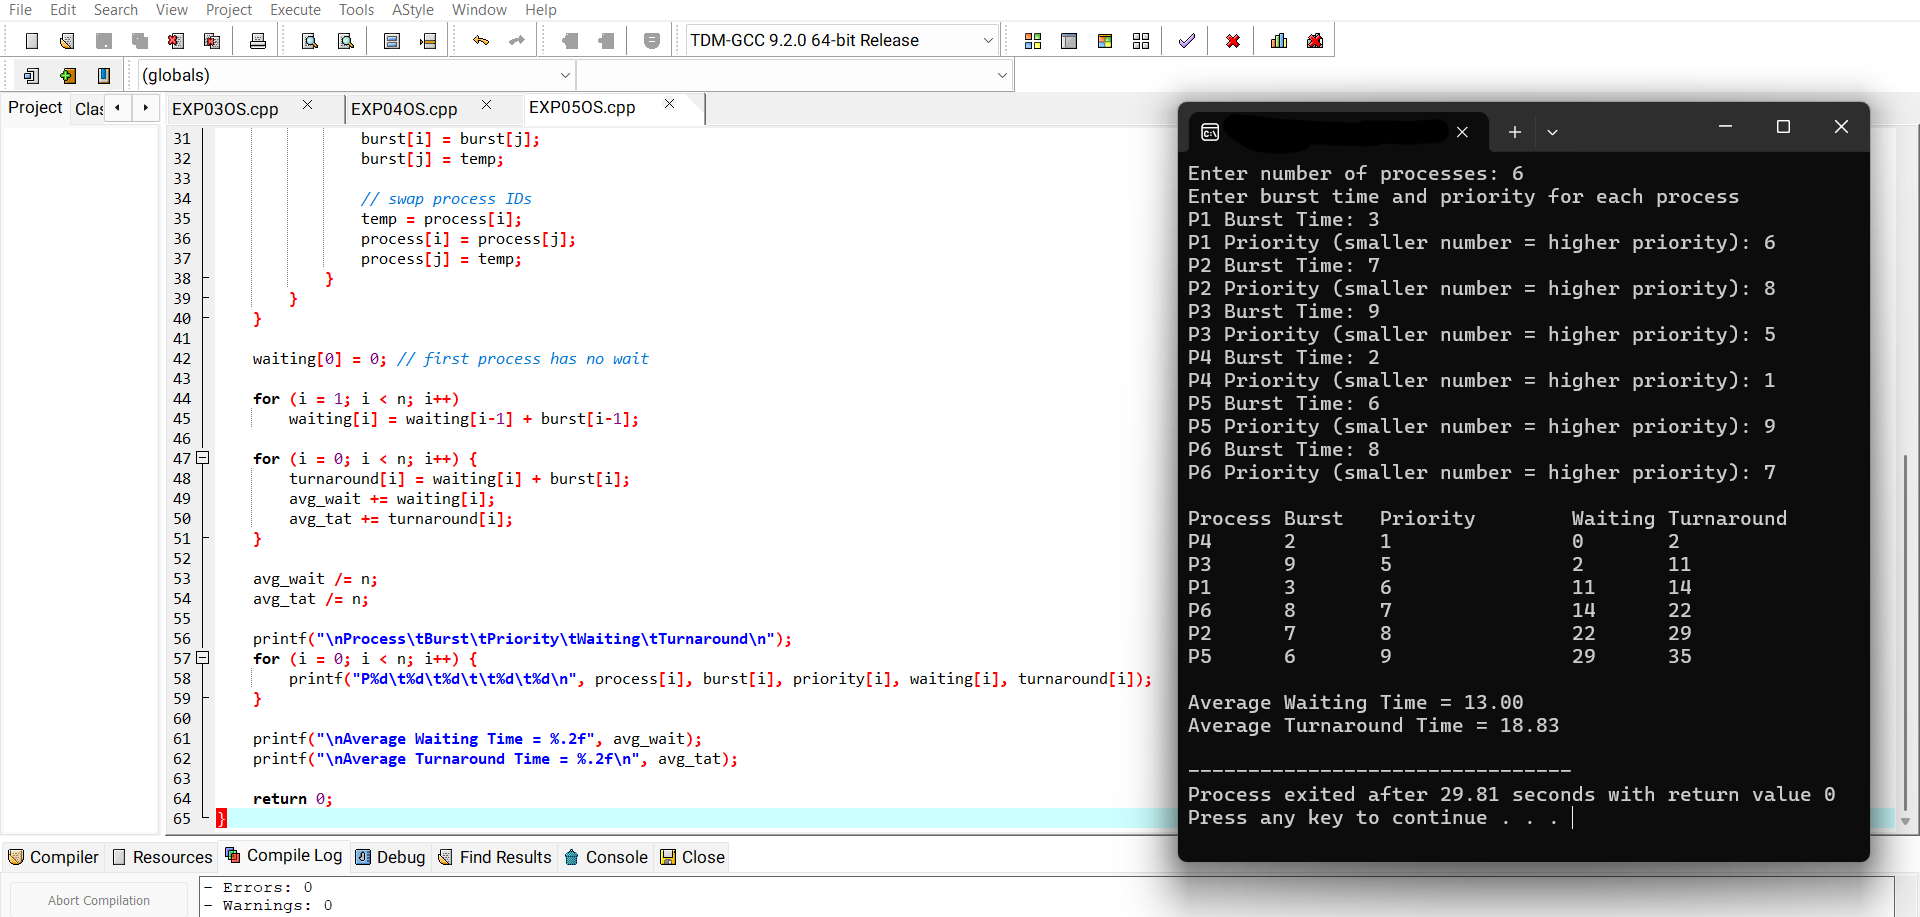 File Edit Search View Project Execute Tools AStyle Window Help
TDM-GCC 9.2.0 64-bit Release
(globals)
Project Clas
EXP03OS.cpp EXP04OS.cpp EXP05OS.cpp
31 burst[i] = burst[j];
32 burst[j] = temp;
33
34 // swap process IDs
35 temp = process[i];
36 process[i] = process[j];
37 process[j] = temp;
38 }
39 }
40 }
41
42 waiting[0] = 0; // first process has no wait
43
44 for (i = 1; i < n; i++)
45 waiting[i] = waiting[i-1] + burst[i-1];
46
47 for (i = 0; i < n; i++) {
48 turnaround[i] = waiting[i] + burst[i];
49 avg_wait += waiting[i];
50 avg_tat += turnaround[i];
51 }
52
53 avg_wait /= n;
54 avg_tat /= n;
55
56 printf("\nProcess\tBurst\tPriority\tWaiting\tTurnaround\n");
57 for (i = 0; i < n; i++) {
58 printf("P%d\t%d\t%d\t\t%d\t%d\n", process[i], burst[i], priority[i], waiting[i], turnaround[i]);
59 }
60
61 printf("\nAverage Waiting Time = %.2f", avg_wait);
62 printf("\nAverage Turnaround Time = %.2f\n", avg_tat);
63
64 return 0;
65 }
Enter number of processes: 6
Enter burst time and priority for each process
P1 Burst Time: 3
P1 Priority (smaller number = higher priority): 6
P2 Burst Time: 7
P2 Priority (smaller number = higher priority): 8
P3 Burst Time: 9
P3 Priority (smaller number = higher priority): 5
P4 Burst Time: 2
P4 Priority (smaller number = higher priority): 1
P5 Burst Time: 6
P5 Priority (smaller number = higher priority): 9
P6 Burst Time: 8
P6 Priority (smaller number = higher priority): 7
Process Burst Priority Waiting Turnaround
P4 2 1 0 2
P3 9 5 2 11
P1 3 6 11 14
P6 8 7 14 22
P2 7 8 22 29
P5 6 9 29 35
Average Waiting Time = 13.00
Average Turnaround Time = 18.83
--------------------------------
Process exited after 29.81 seconds with return value 0
Press any key to continue . . .
Compiler Resources Compile Log Debug Find Results Console Close
Abort Compilation
- Errors: 0
- Warnings: 0